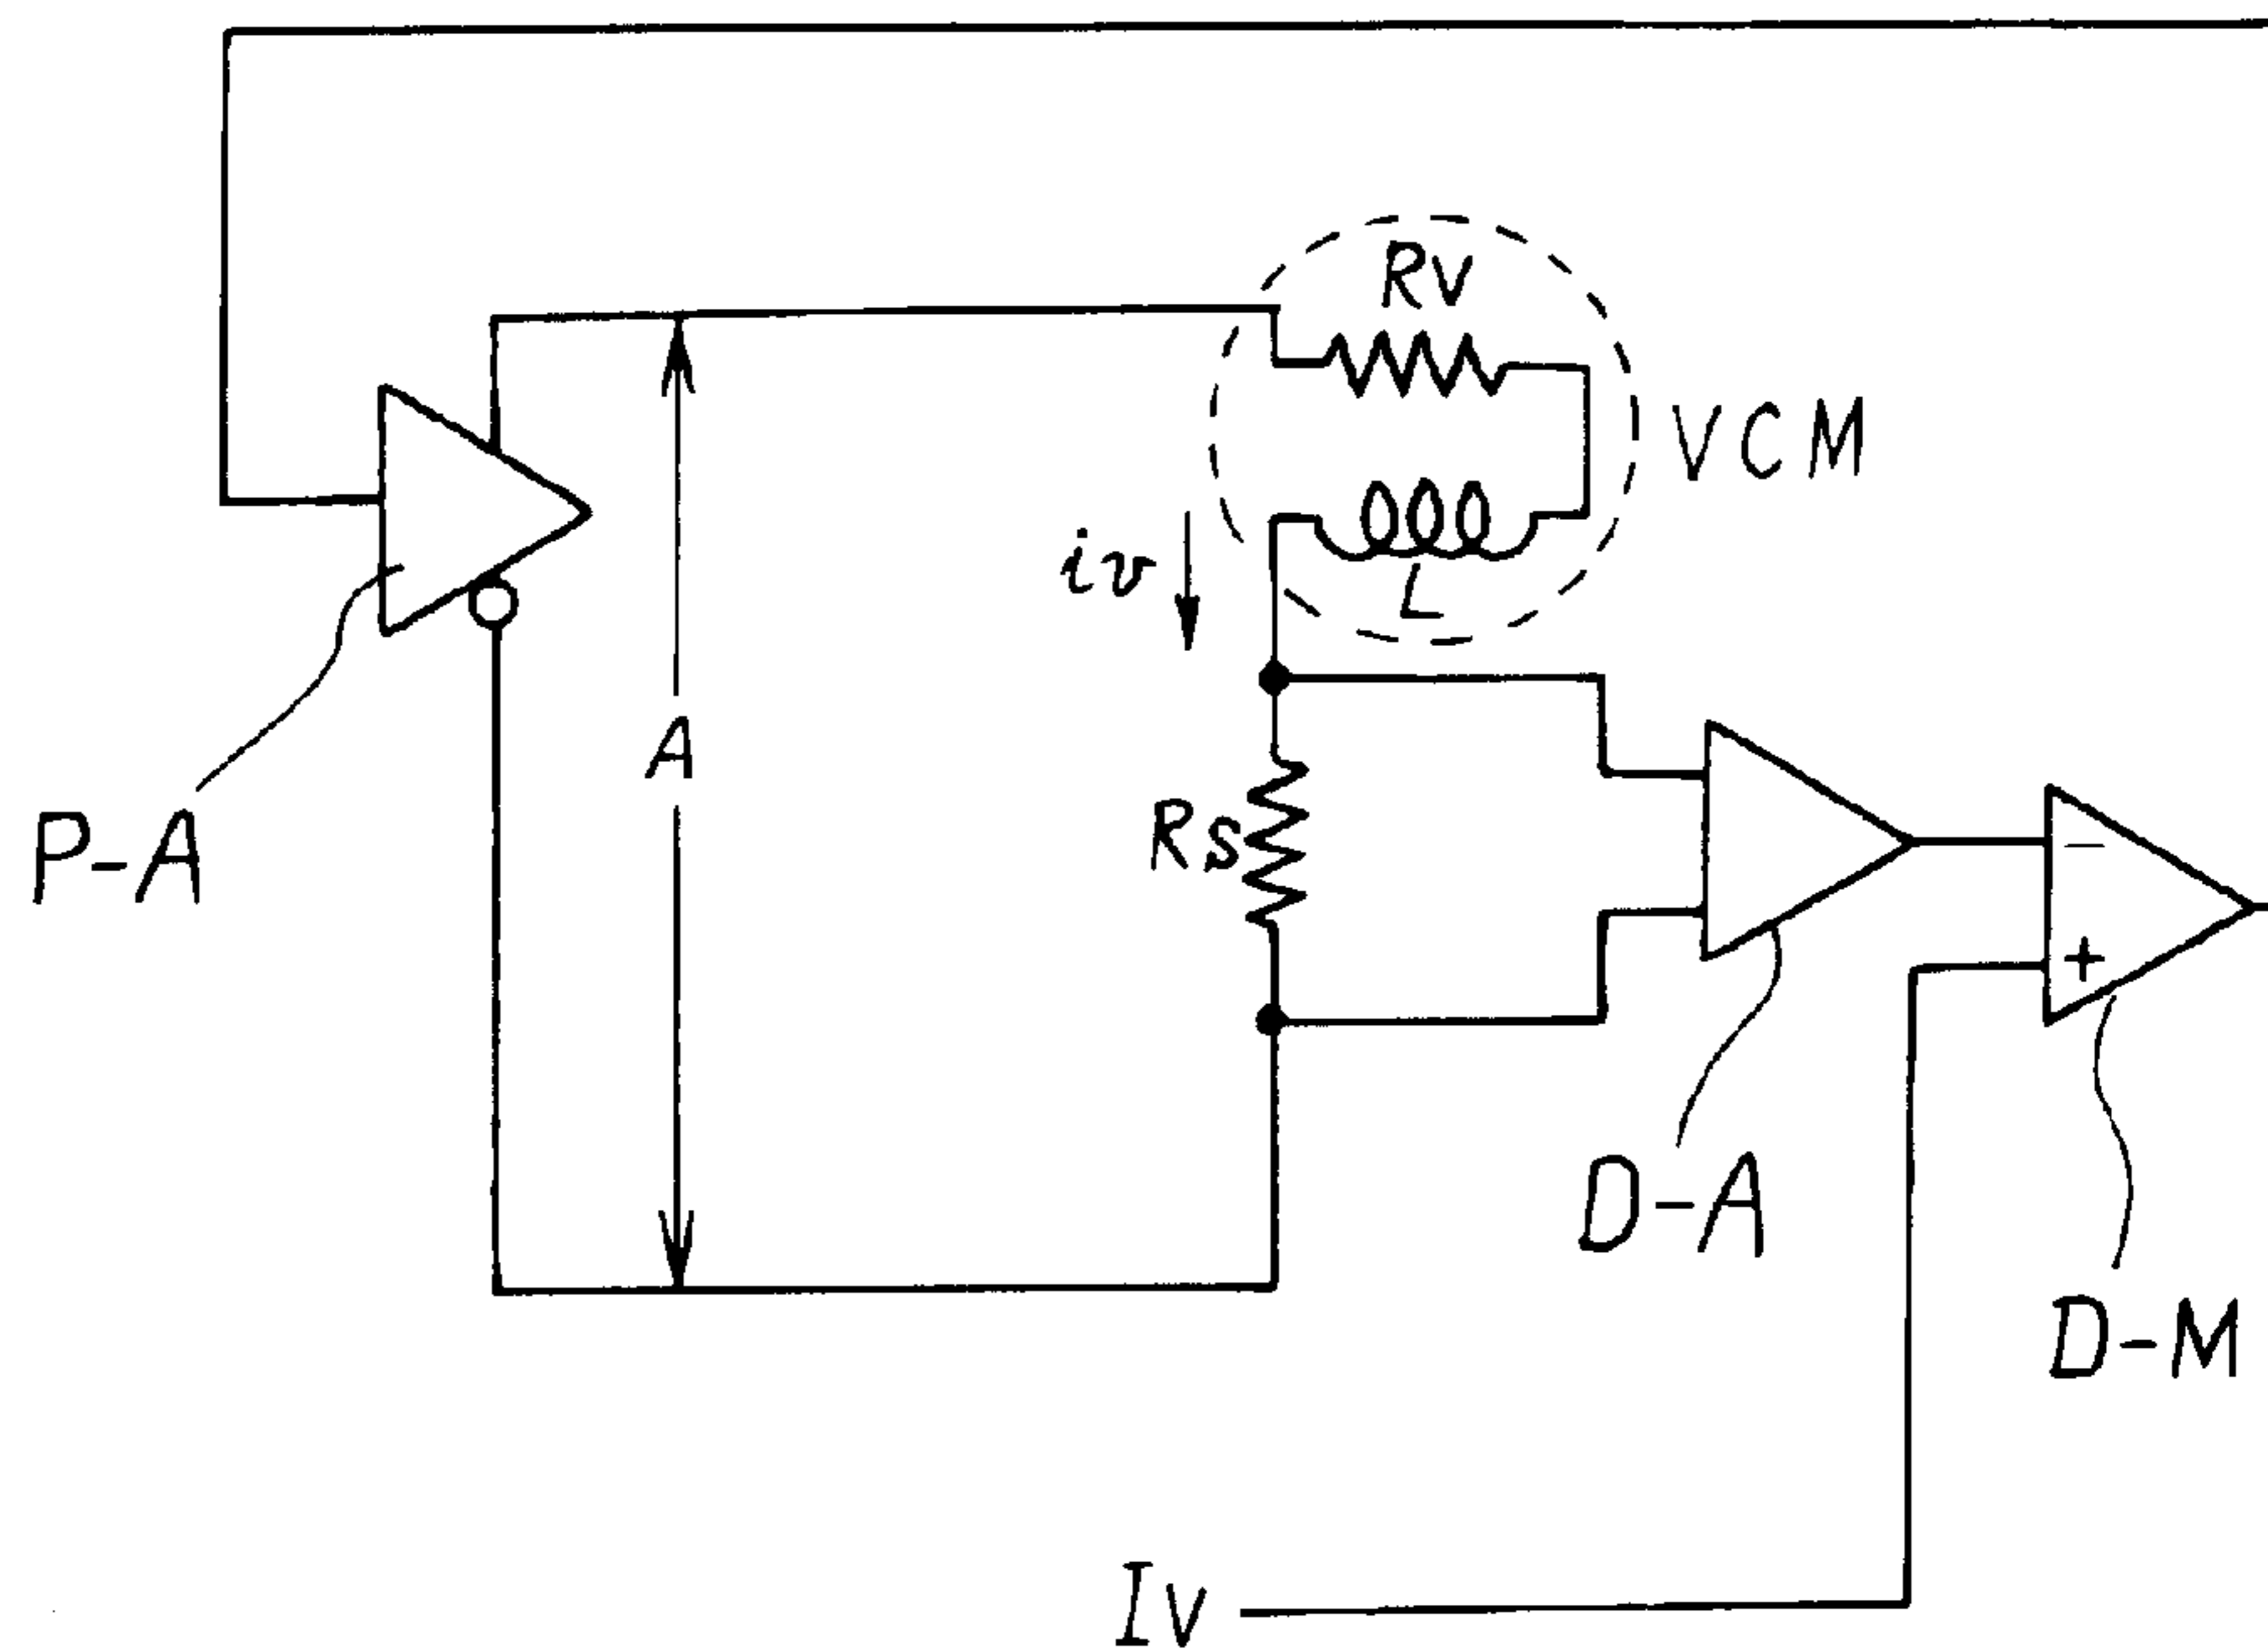 Rv
VCM
iv
L
A
Rs
P-A
−
+
D-A
D-M
Iv